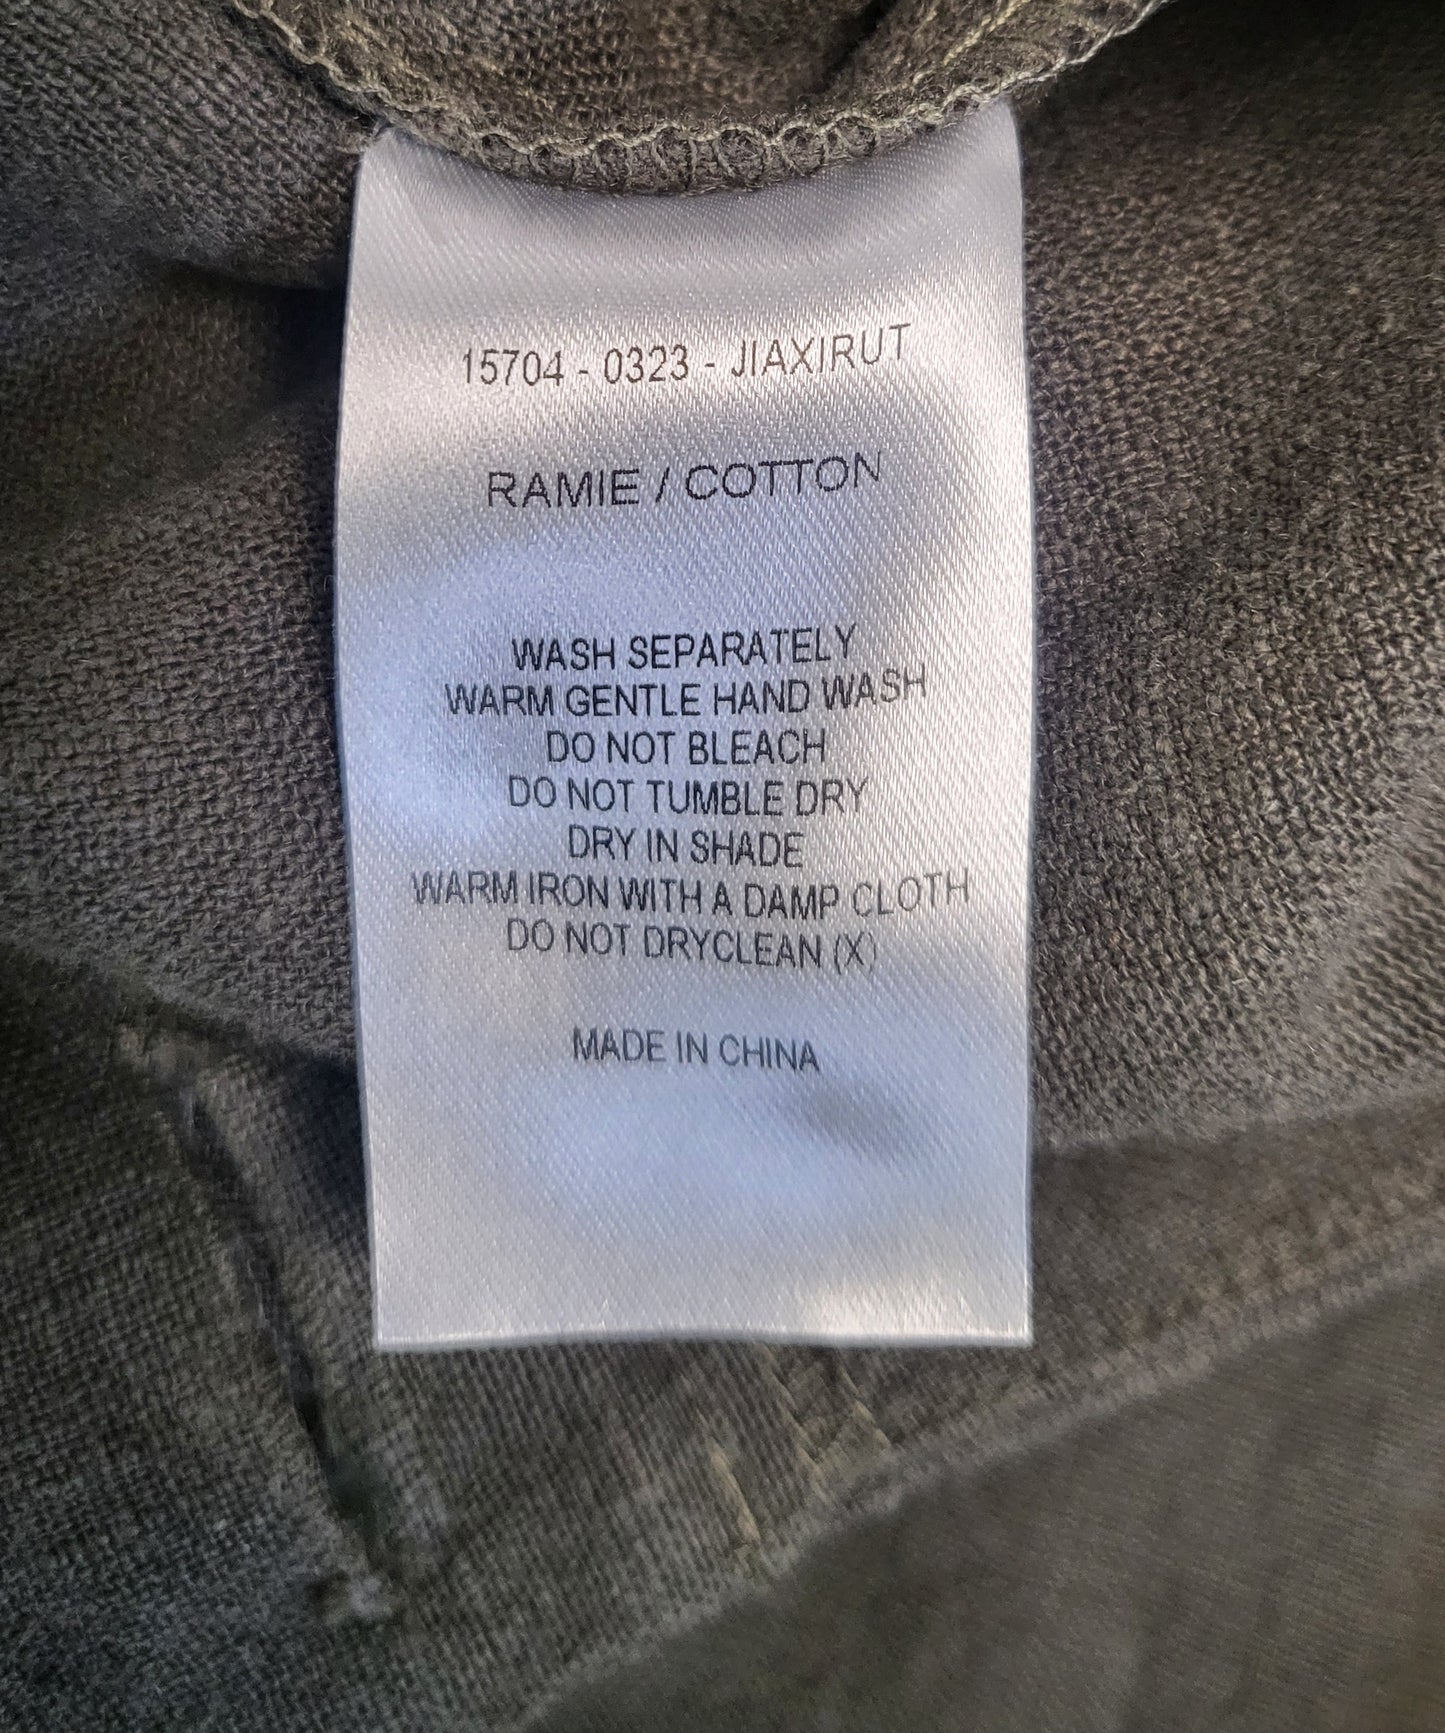 15704 - 0323 - JIAXIRUT
RAMIE / COTTON
WASH SEPARATELY
WARM GENTLE HAND WASH
DO NOT BLEACH
DO NOT TUMBLE DRY
DRY IN SHADE
WARM IRON WITH A DAMP CLOTH
DO NOT DRYCLEAN (X)
MADE IN CHINA